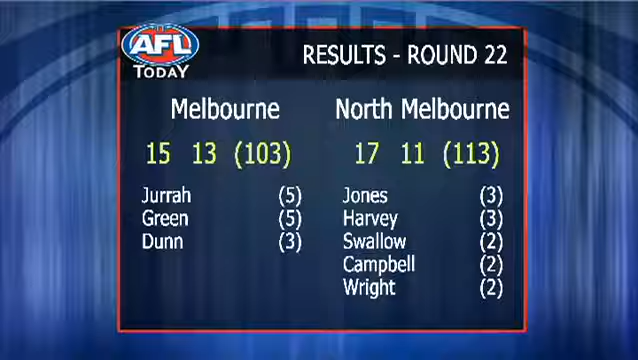 AFL
TODAY
RESULTS - ROUND 22
Melbourne
15 13 (103)
Jurrah (5)
Green (5)
Dunn (3)
North Melbourne
17 11 (113)
Jones (3)
Harvey (3)
Swallow (2)
Campbell (2)
Wright (2)